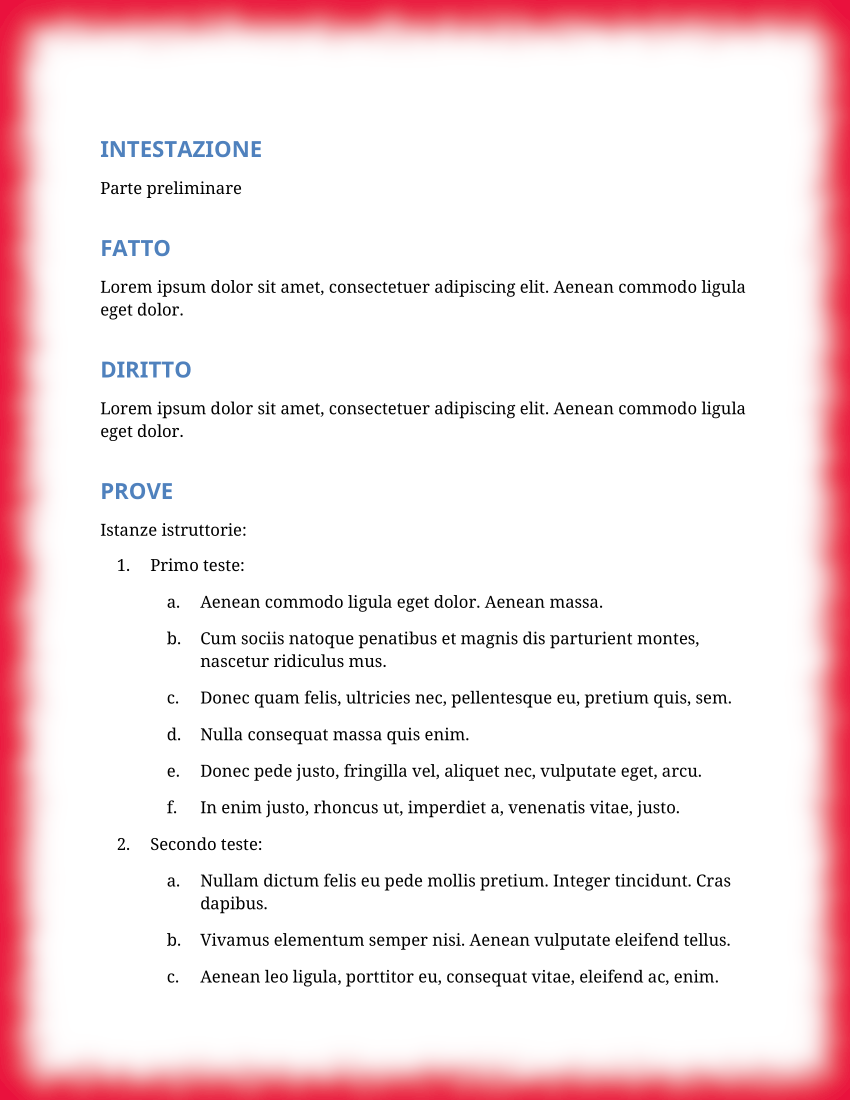 INTESTAZIONE
Parte preliminare
FATTO
Lorem ipsum dolor sit amet, consectetuer adipiscing elit. Aenean commodo ligula
eget dolor.
DIRITTO
Lorem ipsum dolor sit amet, consectetuer adipiscing elit. Aenean commodo ligula
eget dolor.
PROVE
Istanze istruttorie:
1. Primo teste:
a. Aenean commodo ligula eget dolor. Aenean massa.
b. Cum sociis natoque penatibus et magnis dis parturient montes,
nascetur ridiculus mus.
c. Donec quam felis, ultricies nec, pellentesque eu, pretium quis, sem.
d. Nulla consequat massa quis enim.
e. Donec pede justo, fringilla vel, aliquet nec, vulputate eget, arcu.
f. In enim justo, rhoncus ut, imperdiet a, venenatis vitae, justo.
2. Secondo teste:
a. Nullam dictum felis eu pede mollis pretium. Integer tincidunt. Cras
dapibus.
b. Vivamus elementum semper nisi. Aenean vulputate eleifend tellus.
c. Aenean leo ligula, porttitor eu, consequat vitae, eleifend ac, enim.